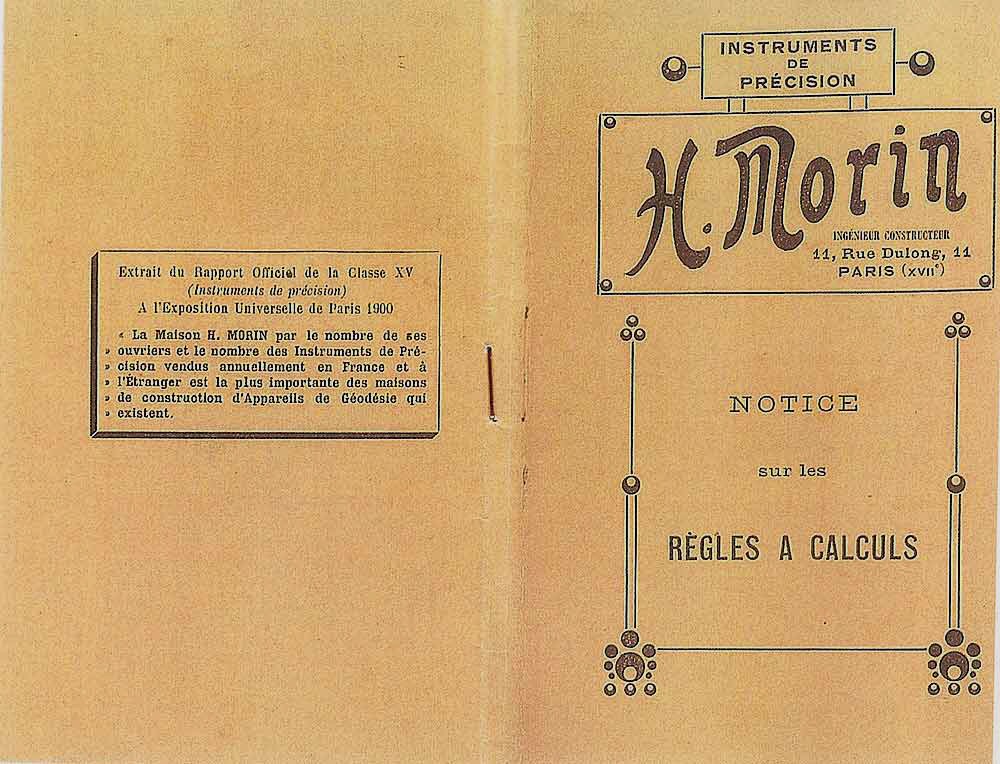 Extrait du Rapport Officiel de la Classe XV
(Instruments de précision)
A l'Exposition Universelle de Paris 1900
« La Maison H. MORIN par le nombre de ses
» ouvriers et le nombre des Instruments de Pré-
» cision vendus annuellement en France et à
» l'Étranger est la plus importante des maisons
» de construction d'Appareils de Géodésie qui
» existent.
INSTRUMENTS
DE
PRÉCISION
H. Morin
INGÉNIEUR CONSTRUCTEUR
11, Rue Dulong, 11
PARIS (XVIIe)
NOTICE
sur les
RÈGLES A CALCULS